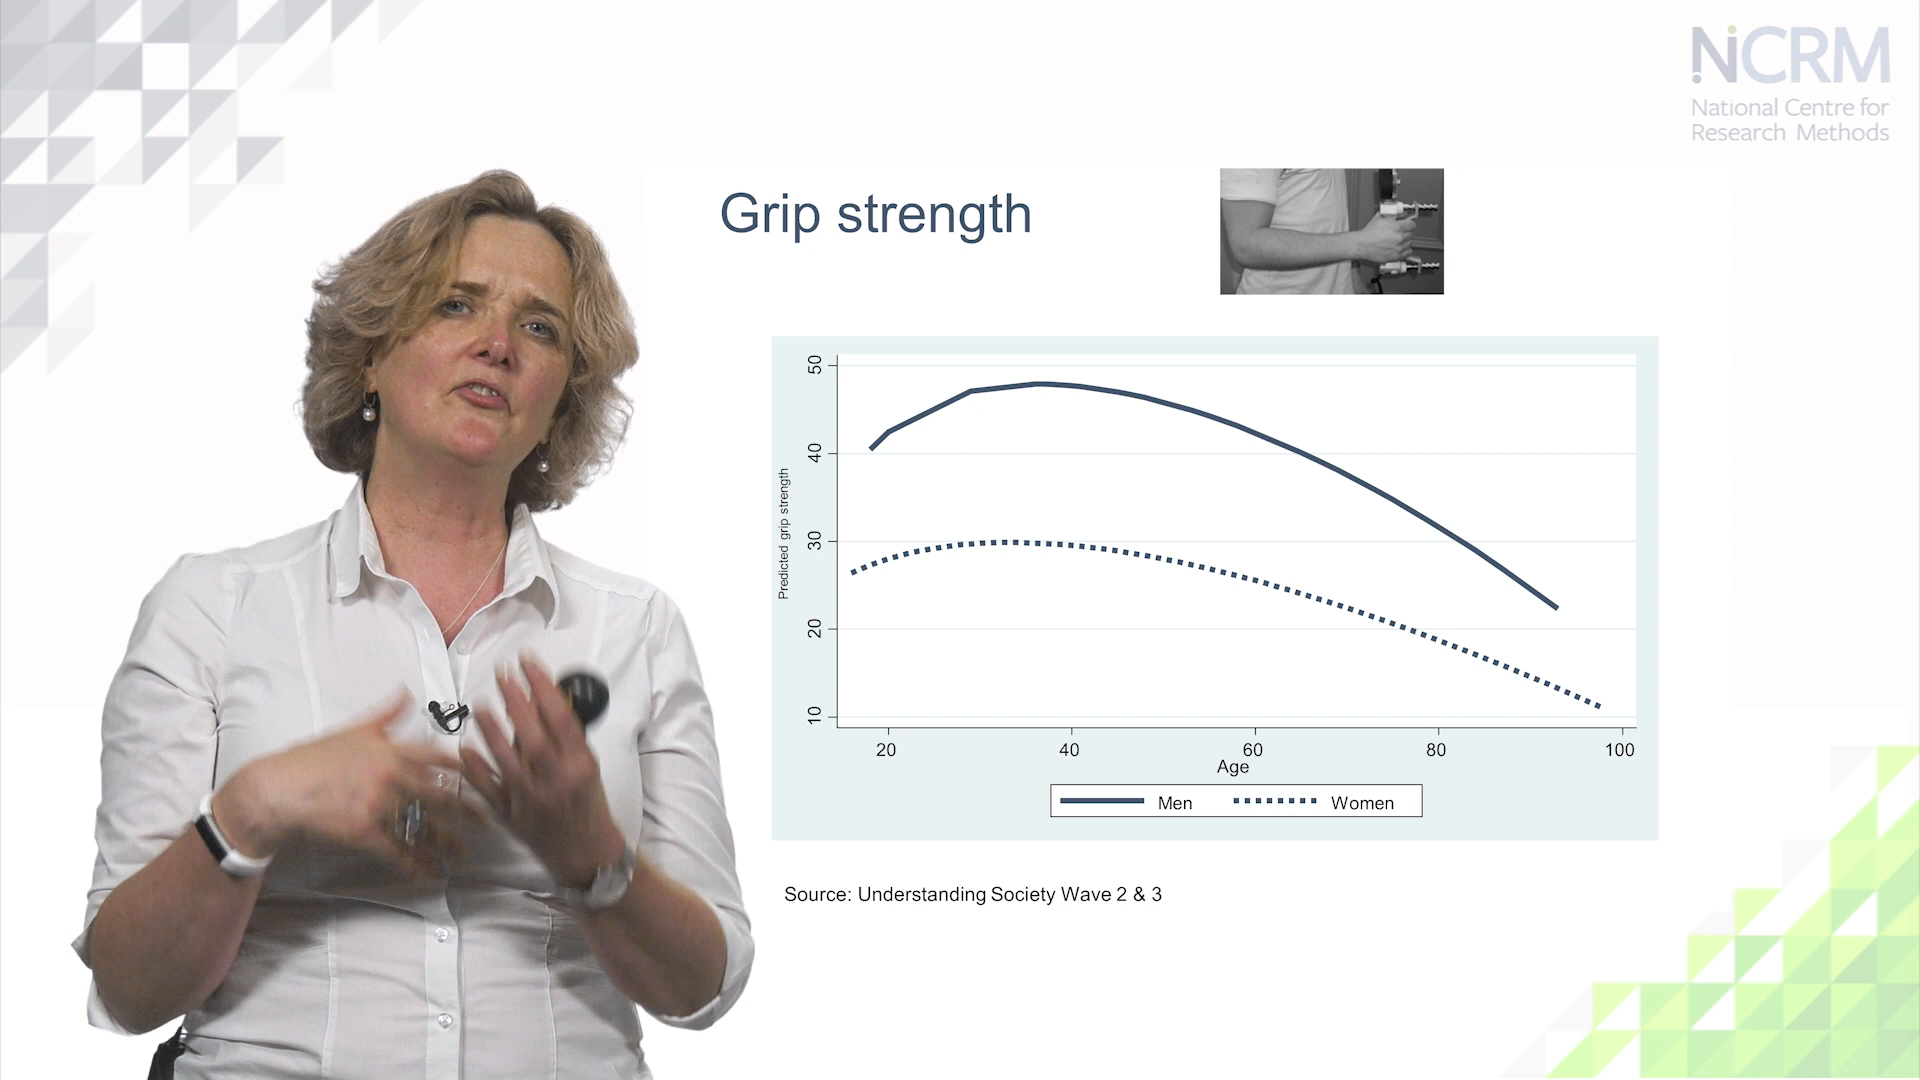 NCRM
National Centre for
Research Methods
Grip strength
Predicted grip strength
50
40
30
20
10
20 40 60 80 100
Age
Men Women
Source: Understanding Society Wave 2 & 3